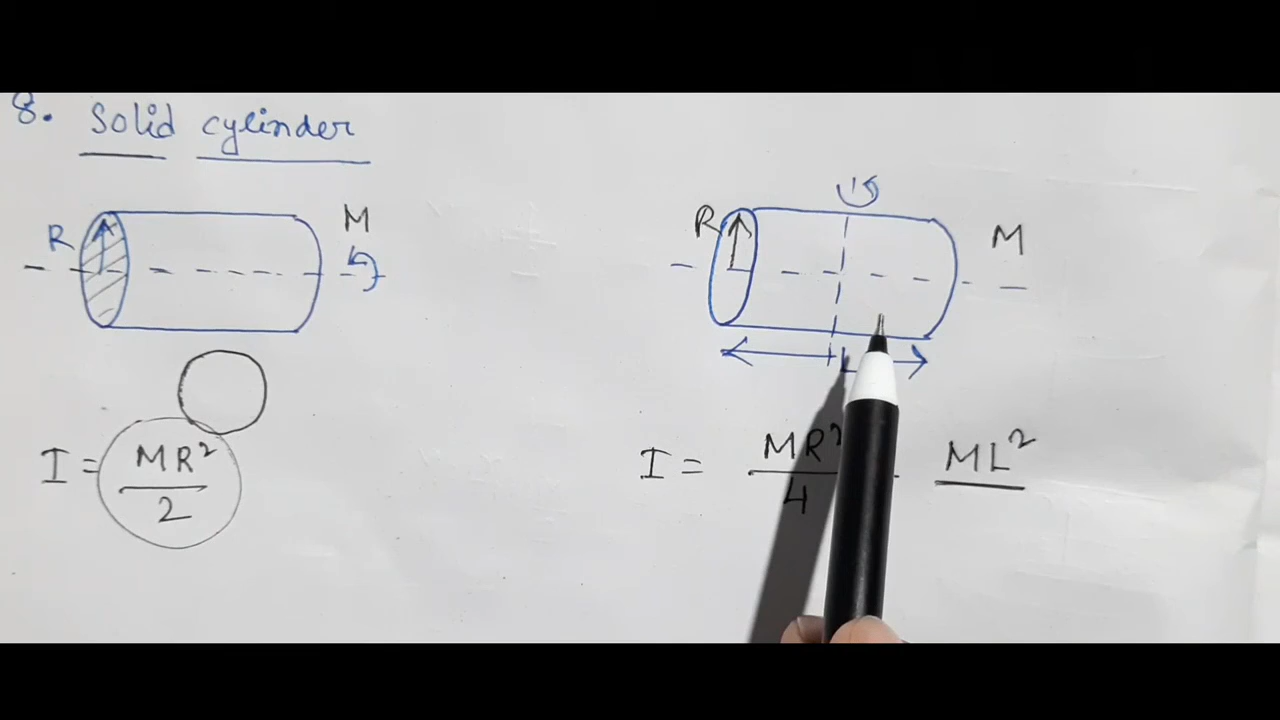 8. Solid cylinder
R M
I = MR²
2
R M
L
I = MR² ML²
4